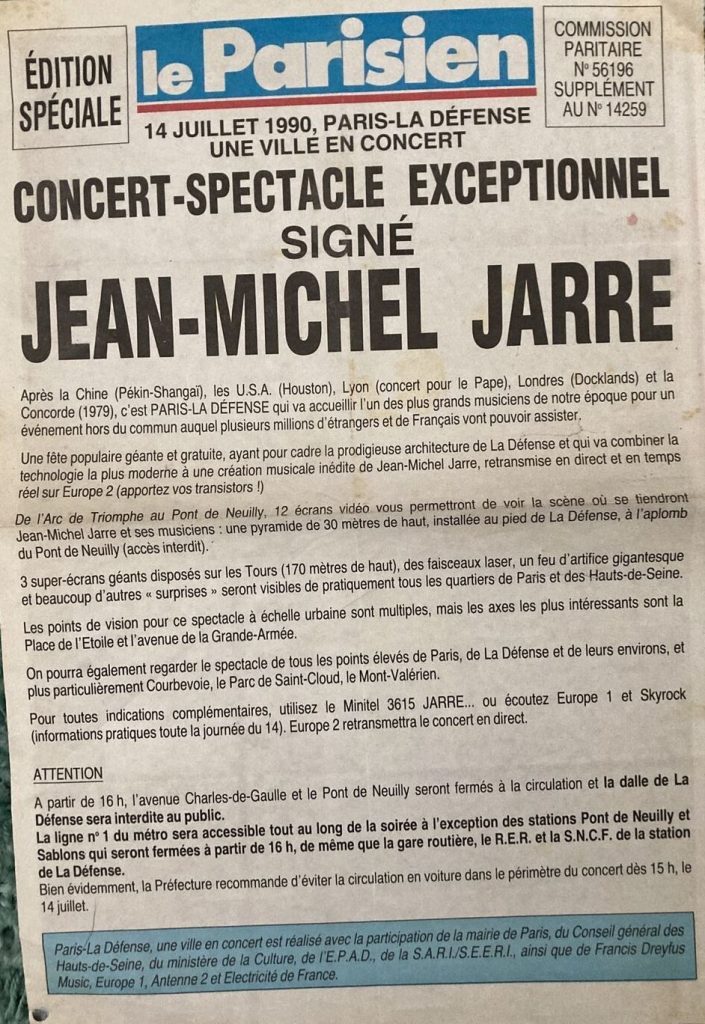 ÉDITION
SPÉCIALE
le Parisien
COMMISSION
PARITAIRE
N° 56196
SUPPLÉMENT
AU N° 14259
14 JUILLET 1990, PARIS-LA DÉFENSE
UNE VILLE EN CONCERT
CONCERT-SPECTACLE EXCEPTIONNEL
SIGNÉ
JEAN-MICHEL JARRE
Après la Chine (Pékin-Shangaï), les U.S.A. (Houston), Lyon (concert pour le Pape), Londres (Docklands) et la
Concorde (1979), c'est PARIS-LA DÉFENSE qui va accueillir l'un des plus grands musiciens de notre époque pour un
événement hors du commun auquel plusieurs millions d'étrangers et de Français vont pouvoir assister.
Une fête populaire géante et gratuite, ayant pour cadre la prodigieuse architecture de La Défense et qui va combiner la
technologie la plus moderne à une création musicale inédite de Jean-Michel Jarre, retransmise en direct et en temps
réel sur Europe 2 (apportez vos transistors !)
De l'Arc de Triomphe au Pont de Neuilly, 12 écrans vidéo vous permettront de voir la scène où se tiendront
Jean-Michel Jarre et ses musiciens : une pyramide de 30 mètres de haut, installée au pied de La Défense, à l'aplomb
du Pont de Neuilly (accès interdit).
3 super-écrans géants disposés sur les Tours (170 mètres de haut), des faisceaux laser, un feu d'artifice gigantesque
et beaucoup d'autres « surprises » seront visibles de pratiquement tous les quartiers de Paris et des Hauts-de-Seine.
Les points de vision pour ce spectacle à échelle urbaine sont multiples, mais les axes les plus intéressants sont la
Place de l'Etoile et l'avenue de la Grande-Armée.
On pourra également regarder le spectacle de tous les points élevés de Paris, de La Défense et de leurs environs, et
plus particulièrement Courbevoie, le Parc de Saint-Cloud, le Mont-Valérien.
Pour toutes indications complémentaires, utilisez le Minitel 3615 JARRE... ou écoutez Europe 1 et Skyrock
(informations pratiques toute la journée du 14). Europe 2 retransmettra le concert en direct.
ATTENTION
A partir de 16 h, l'avenue Charles-de-Gaulle et le Pont de Neuilly seront fermés à la circulation et la dalle de La
Défense sera interdite au public.
La ligne n° 1 du métro sera accessible tout au long de la soirée à l'exception des stations Pont de Neuilly et
Sablons qui seront fermées à partir de 16 h, de même que la gare routière, le R.E.R. et la S.N.C.F. de la station
de La Défense.
Bien évidemment, la Préfecture recommande d'éviter la circulation en voiture dans le périmètre du concert dès 15 h, le
14 juillet.
Paris-La Défense, une ville en concert est réalisé avec la participation de la mairie de Paris, du Conseil général des
Hauts-de-Seine, du ministère de la Culture, de l'E.P.A.D., de la S.A.R.I./S.E.E.R.I., ainsi que de Francis Dreyfus
Music, Europe 1, Antenne 2 et Electricité de France.